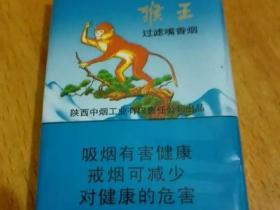 猴王
过滤嘴香烟
陕西中烟工业有限责任公司出品
吸烟有害健康
戒烟可减少
对健康的危害